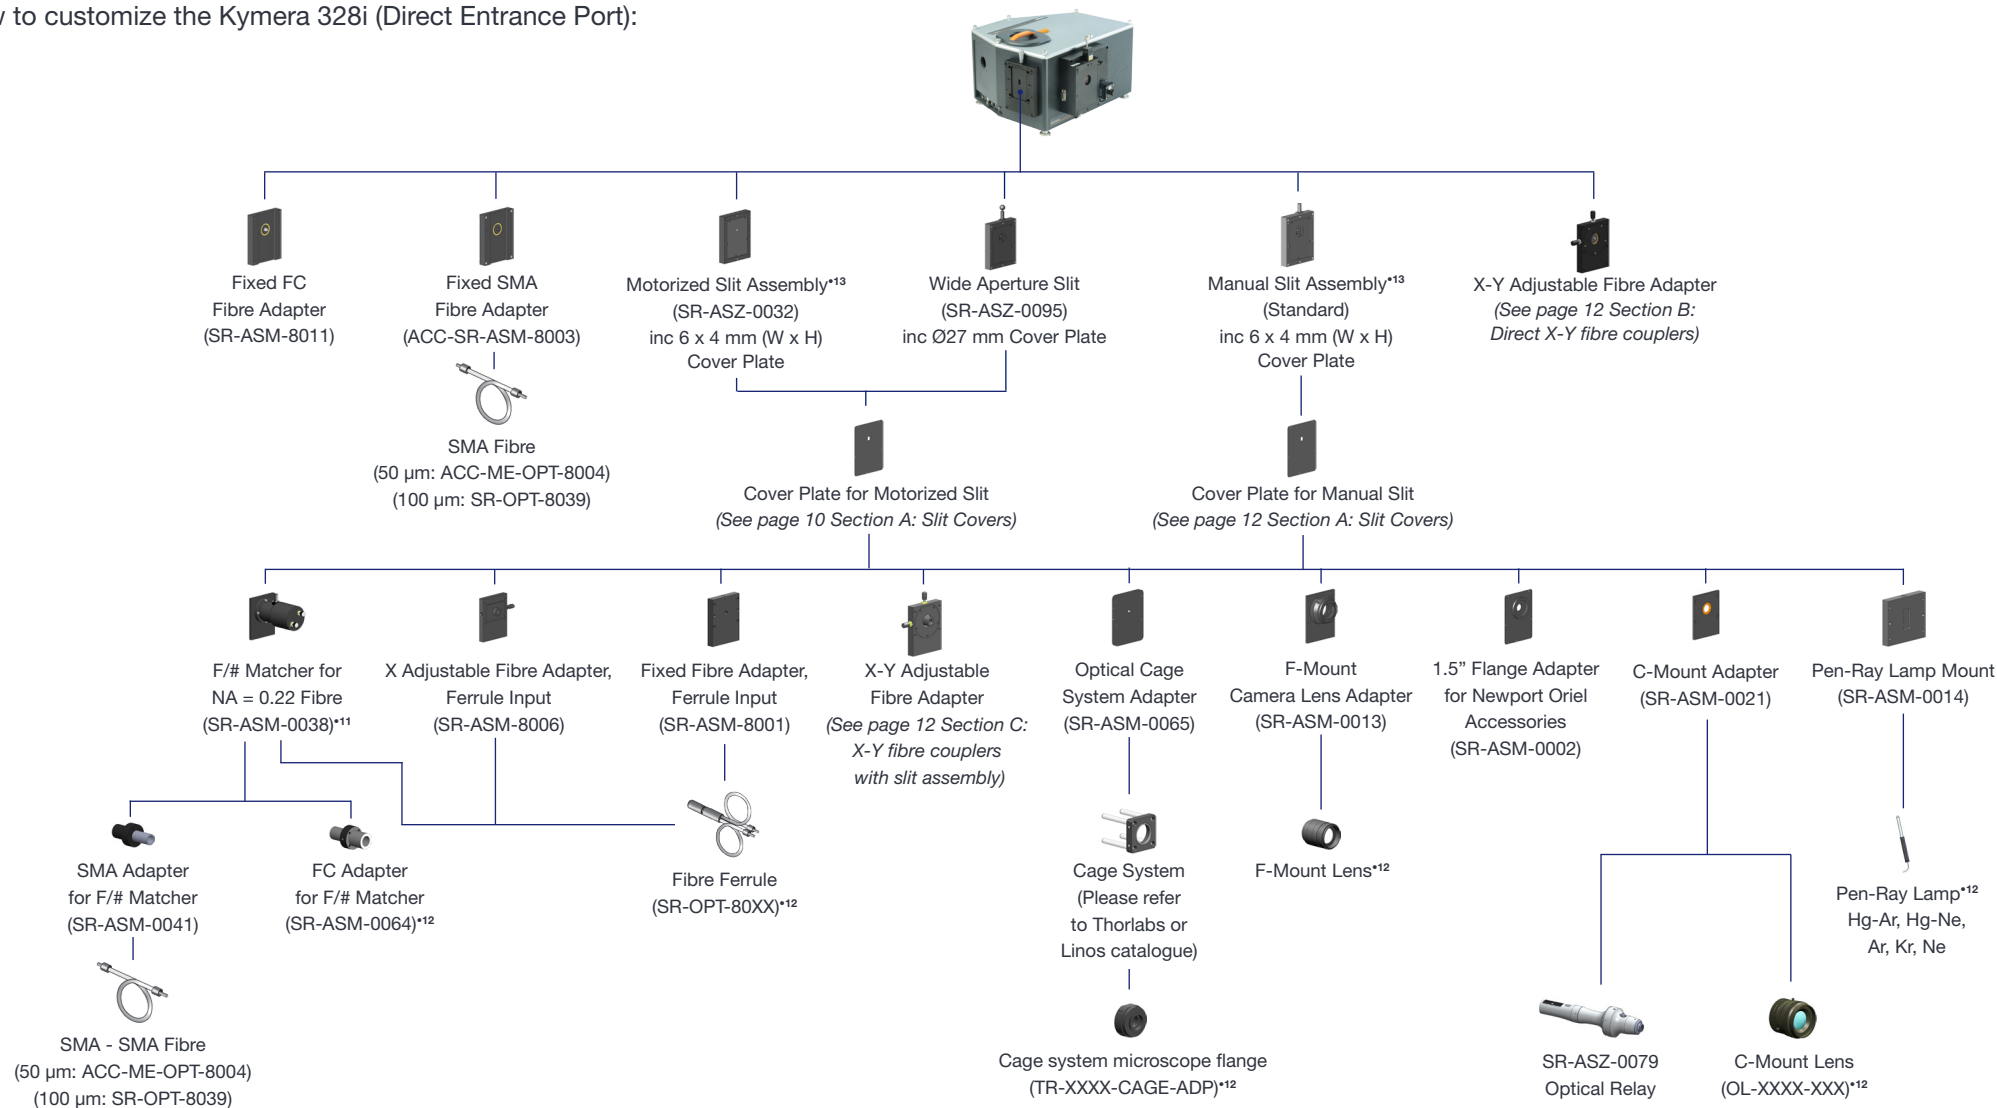 to customize the Kymera 328i (Direct Entrance Port):
Fixed FC
Fibre Adapter
(SR-ASM-8011)
Fixed SMA
Fibre Adapter
(ACC-SR-ASM-8003)
SMA Fibre
(50 µm: ACC-ME-OPT-8004)
(100 µm: SR-OPT-8039)
Motorized Slit Assembly•13
(SR-ASZ-0032)
inc 6 x 4 mm (W x H)
Cover Plate
Wide Aperture Slit
(SR-ASZ-0095)
inc Ø27 mm Cover Plate
Manual Slit Assembly•13
(Standard)
inc 6 x 4 mm (W x H)
Cover Plate
X-Y Adjustable Fibre Adapter
(See page 12 Section B:
Direct X-Y fibre couplers)
Cover Plate for Motorized Slit
(See page 10 Section A: Slit Covers)
Cover Plate for Manual Slit
(See page 12 Section A: Slit Covers)
F/# Matcher for
NA = 0.22 Fibre
(SR-ASM-0038)•11
X Adjustable Fibre Adapter,
Ferrule Input
(SR-ASM-8006)
Fixed Fibre Adapter,
Ferrule Input
(SR-ASM-8001)
X-Y Adjustable
Fibre Adapter
(See page 12 Section C:
X-Y fibre couplers
with slit assembly)
Optical Cage
System Adapter
(SR-ASM-0065)
F-Mount
Camera Lens Adapter
(SR-ASM-0013)
1.5” Flange Adapter
for Newport Oriel
Accessories
(SR-ASM-0002)
C-Mount Adapter
(SR-ASM-0021)
Pen-Ray Lamp Mount
(SR-ASM-0014)
SMA Adapter
for F/# Matcher
(SR-ASM-0041)
FC Adapter
for F/# Matcher
(SR-ASM-0064)•12
Fibre Ferrule
(SR-OPT-80XX)•12
Cage System
(Please refer
to Thorlabs or
Linos catalogue)
F-Mount Lens•12
Pen-Ray Lamp•12
Hg-Ar, Hg-Ne,
Ar, Kr, Ne
SMA - SMA Fibre
(50 µm: ACC-ME-OPT-8004)
(100 µm: SR-OPT-8039)
Cage system microscope flange
(TR-XXXX-CAGE-ADP)•12
SR-ASZ-0079
Optical Relay
C-Mount Lens
(OL-XXXX-XXX)•12